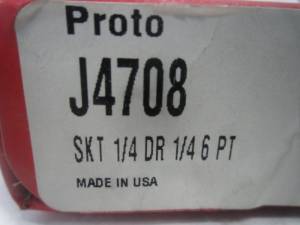 Proto
J4708
SKT 1/4 DR 1/4 6 PT
MADE IN USA